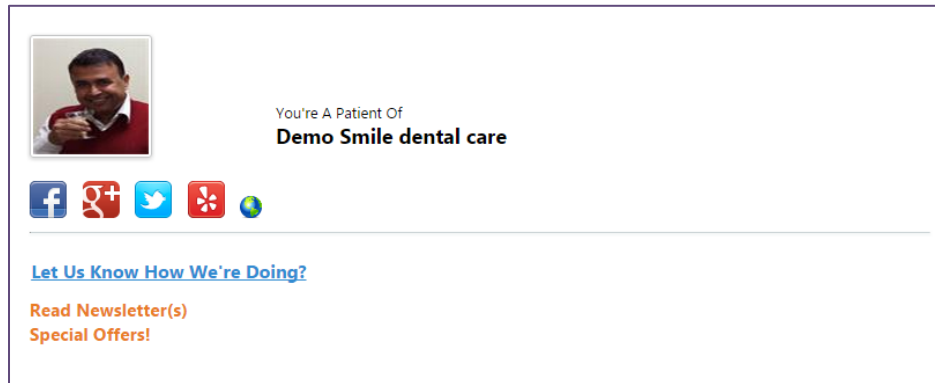 You're A Patient Of
Demo Smile dental care
f g+
Let Us Know How We're Doing?
Read Newsletter(s)
Special Offers!